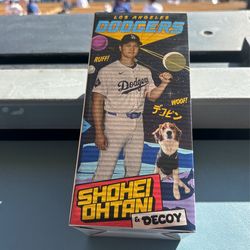 LOS ANGELES
DODGERS
RUFF!
Dodgers
WOOF!
デコピン
SHOHEI
OHTANI
& DECOY